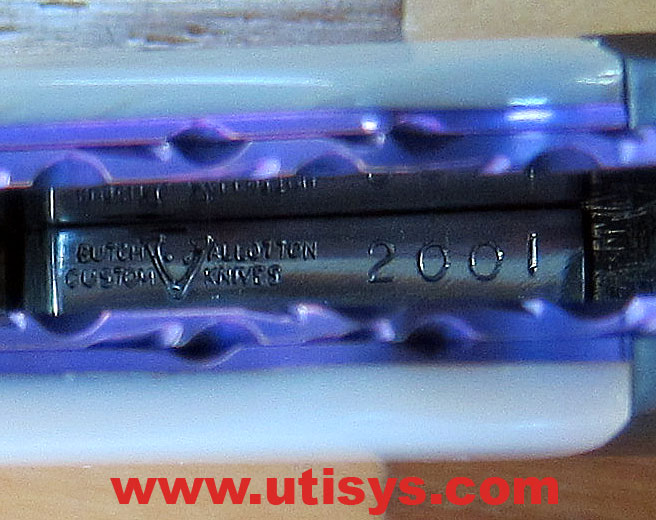 BUTCH VALLOTTON 2001
CUSTOM KNIVES
www.utisys.com